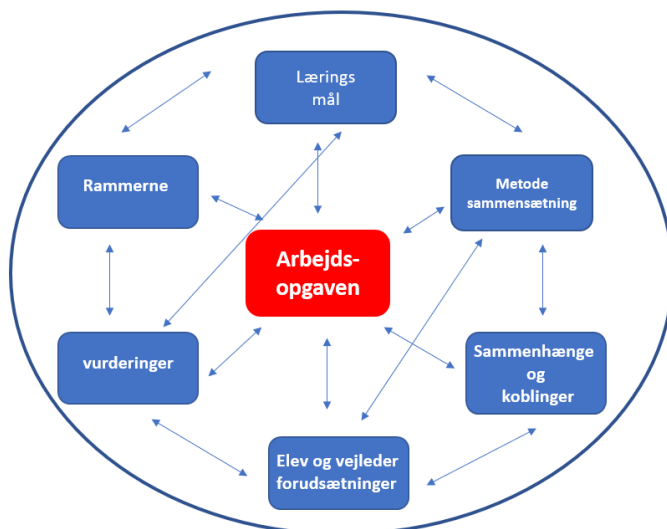 Lærings
mål
Rammerne
Metode
sammensætning
Arbejds-
opgaven
vurderinger
Sammenhænge
og
koblinger
Elev og vejleder
forudsætninger